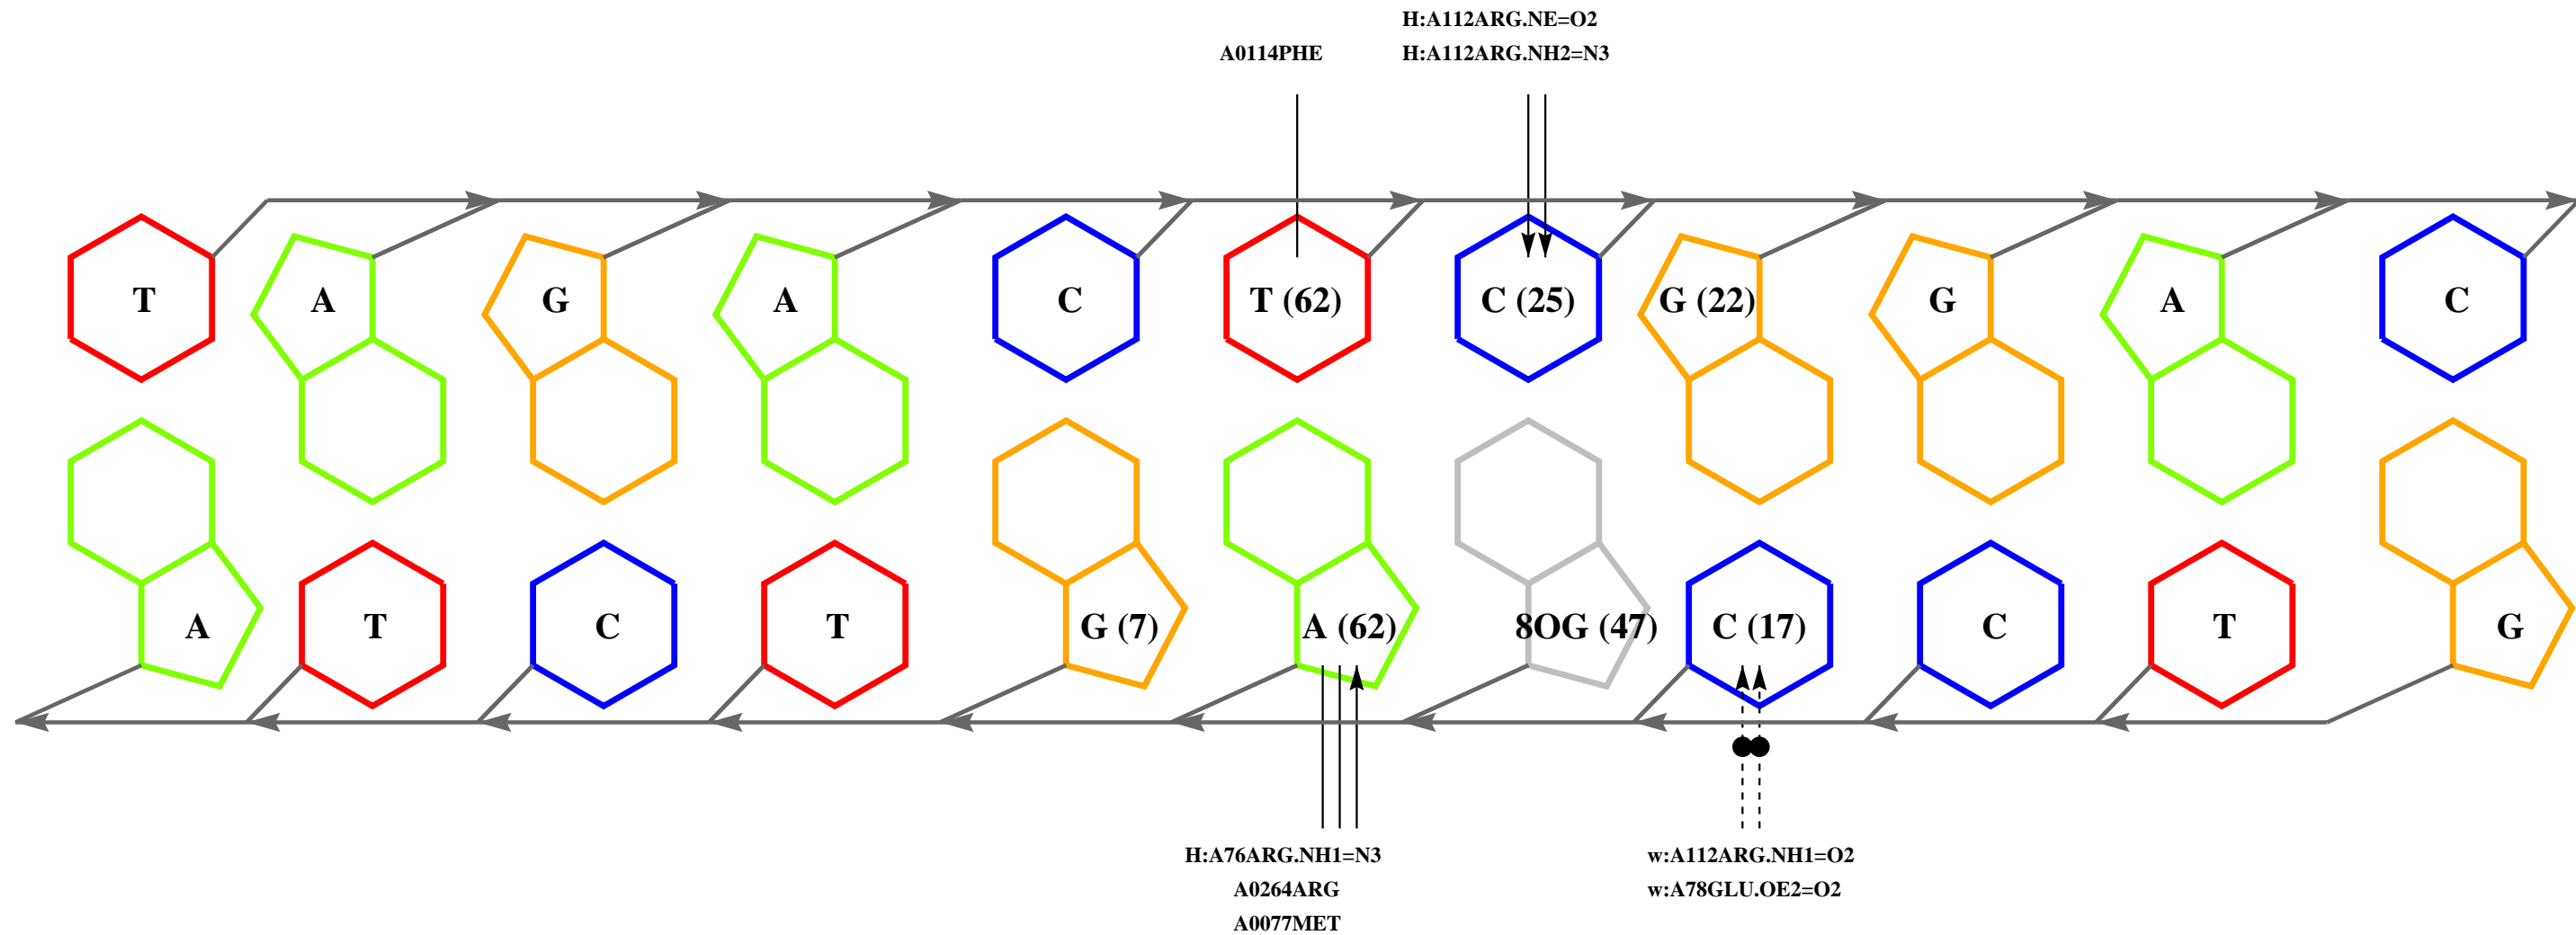 H:A112ARG.NE=O2
A0114PHE H:A112ARG.NH2=N3
T A G A C T (62) C (25) G (22) G A C
A T C T G (7) A (62) 8OG (47) C (17) C T G
H:A76ARG.NH1=N3 w:A112ARG.NH1=O2
A0264ARG w:A78GLU.OE2=O2
A0077MET